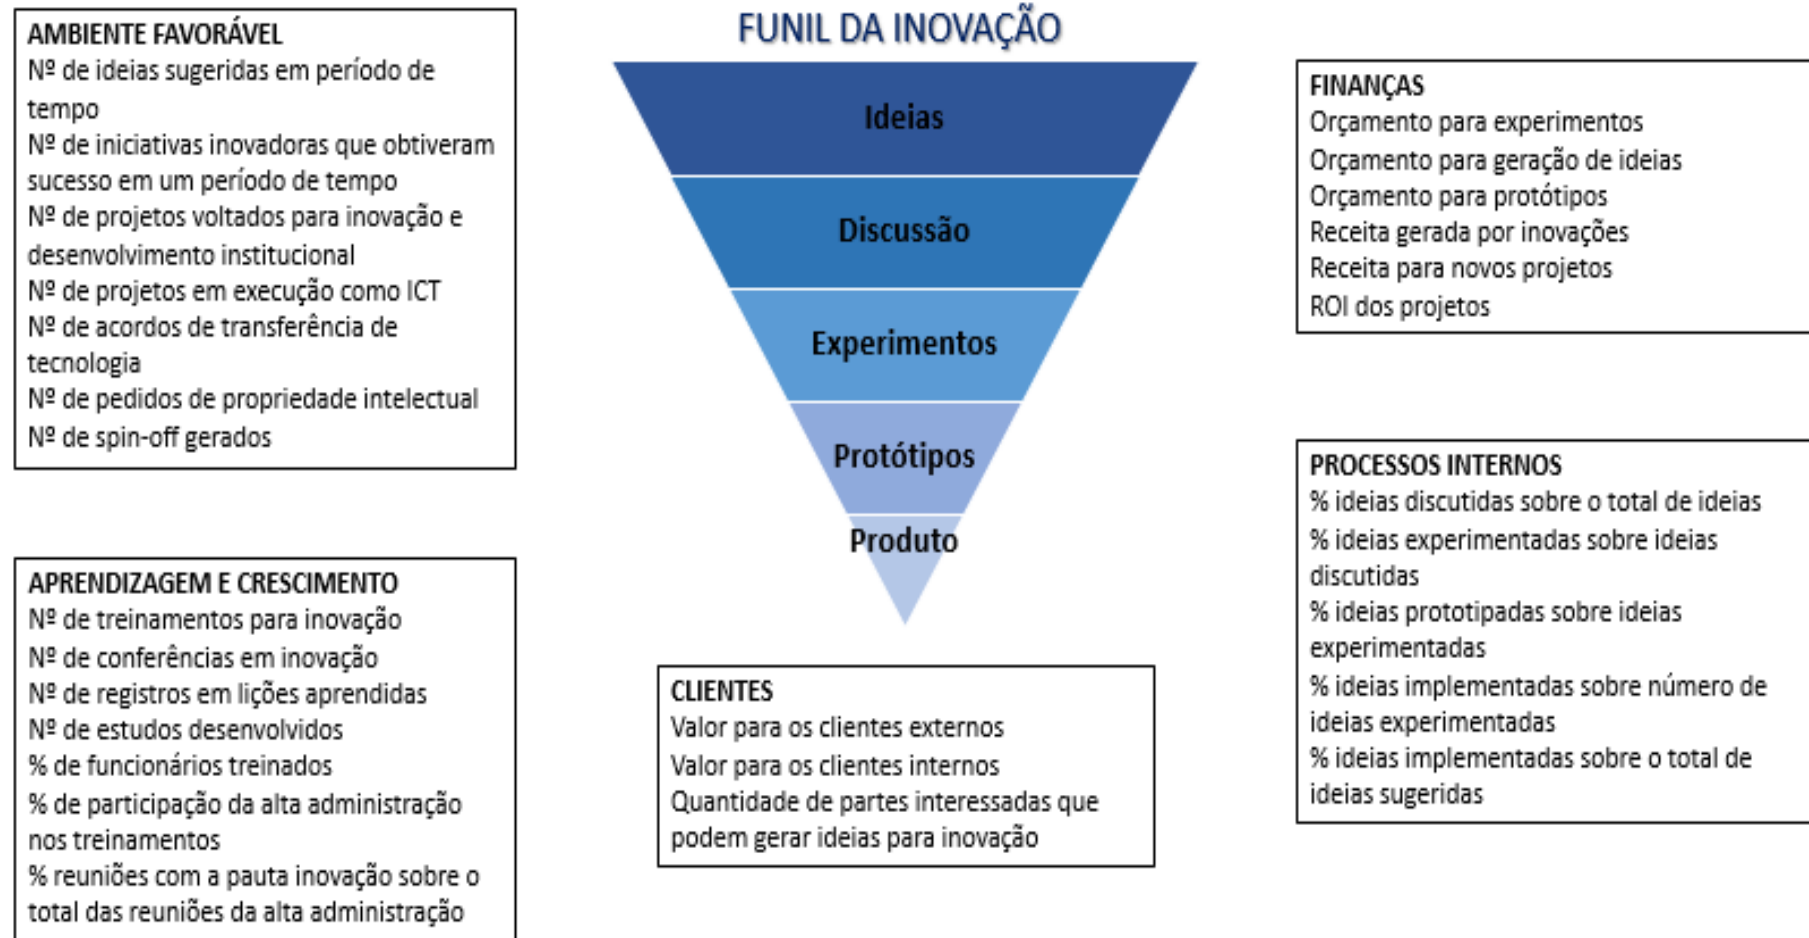 FUNIL DA INOVAÇÃO
AMBIENTE FAVORÁVEL
Nº de ideias sugeridas em período de
tempo
Nº de iniciativas inovadoras que obtiveram
sucesso em um período de tempo
Nº de projetos voltados para inovação e
desenvolvimento institucional
Nº de projetos em execução como ICT
Nº de acordos de transferência de
tecnologia
Nº de pedidos de propriedade intelectual
Nº de spin-off gerados
APRENDIZAGEM E CRESCIMENTO
Nº de treinamentos para inovação
Nº de conferências em inovação
Nº de registros em lições aprendidas
Nº de estudos desenvolvidos
% de funcionários treinados
% de participação da alta administração
nos treinamentos
% reuniões com a pauta inovação sobre o
total das reuniões da alta administração
Ideias
Discussão
Experimentos
Protótipos
Produto
CLIENTES
Valor para os clientes externos
Valor para os clientes internos
Quantidade de partes interessadas que
podem gerar ideias para inovação
FINANÇAS
Orçamento para experimentos
Orçamento para geração de ideias
Orçamento para protótipos
Receita gerada por inovações
Receita para novos projetos
ROI dos projetos
PROCESSOS INTERNOS
% ideias discutidas sobre o total de ideias
% ideias experimentadas sobre ideias
discutidas
% ideias prototipadas sobre ideias
experimentadas
% ideias implementadas sobre número de
ideias experimentadas
% ideias implementadas sobre o total de
ideias sugeridas